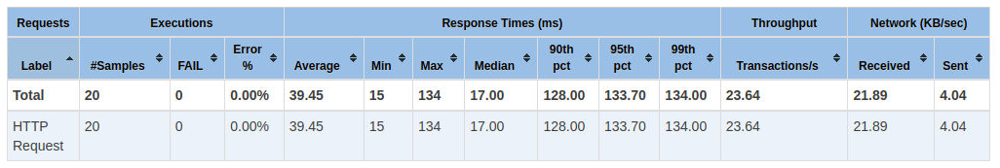 Requests Executions Response Times (ms) Throughput Network (KB/sec)
Label #Samples FAIL Error % Average Min Max Median 90th pct 95th pct 99th pct Transactions/s Received Sent
Total 20 0 0.00% 39.45 15 134 17.00 128.00 133.70 134.00 23.64 21.89 4.04
HTTP Request 20 0 0.00% 39.45 15 134 17.00 128.00 133.70 134.00 23.64 21.89 4.04